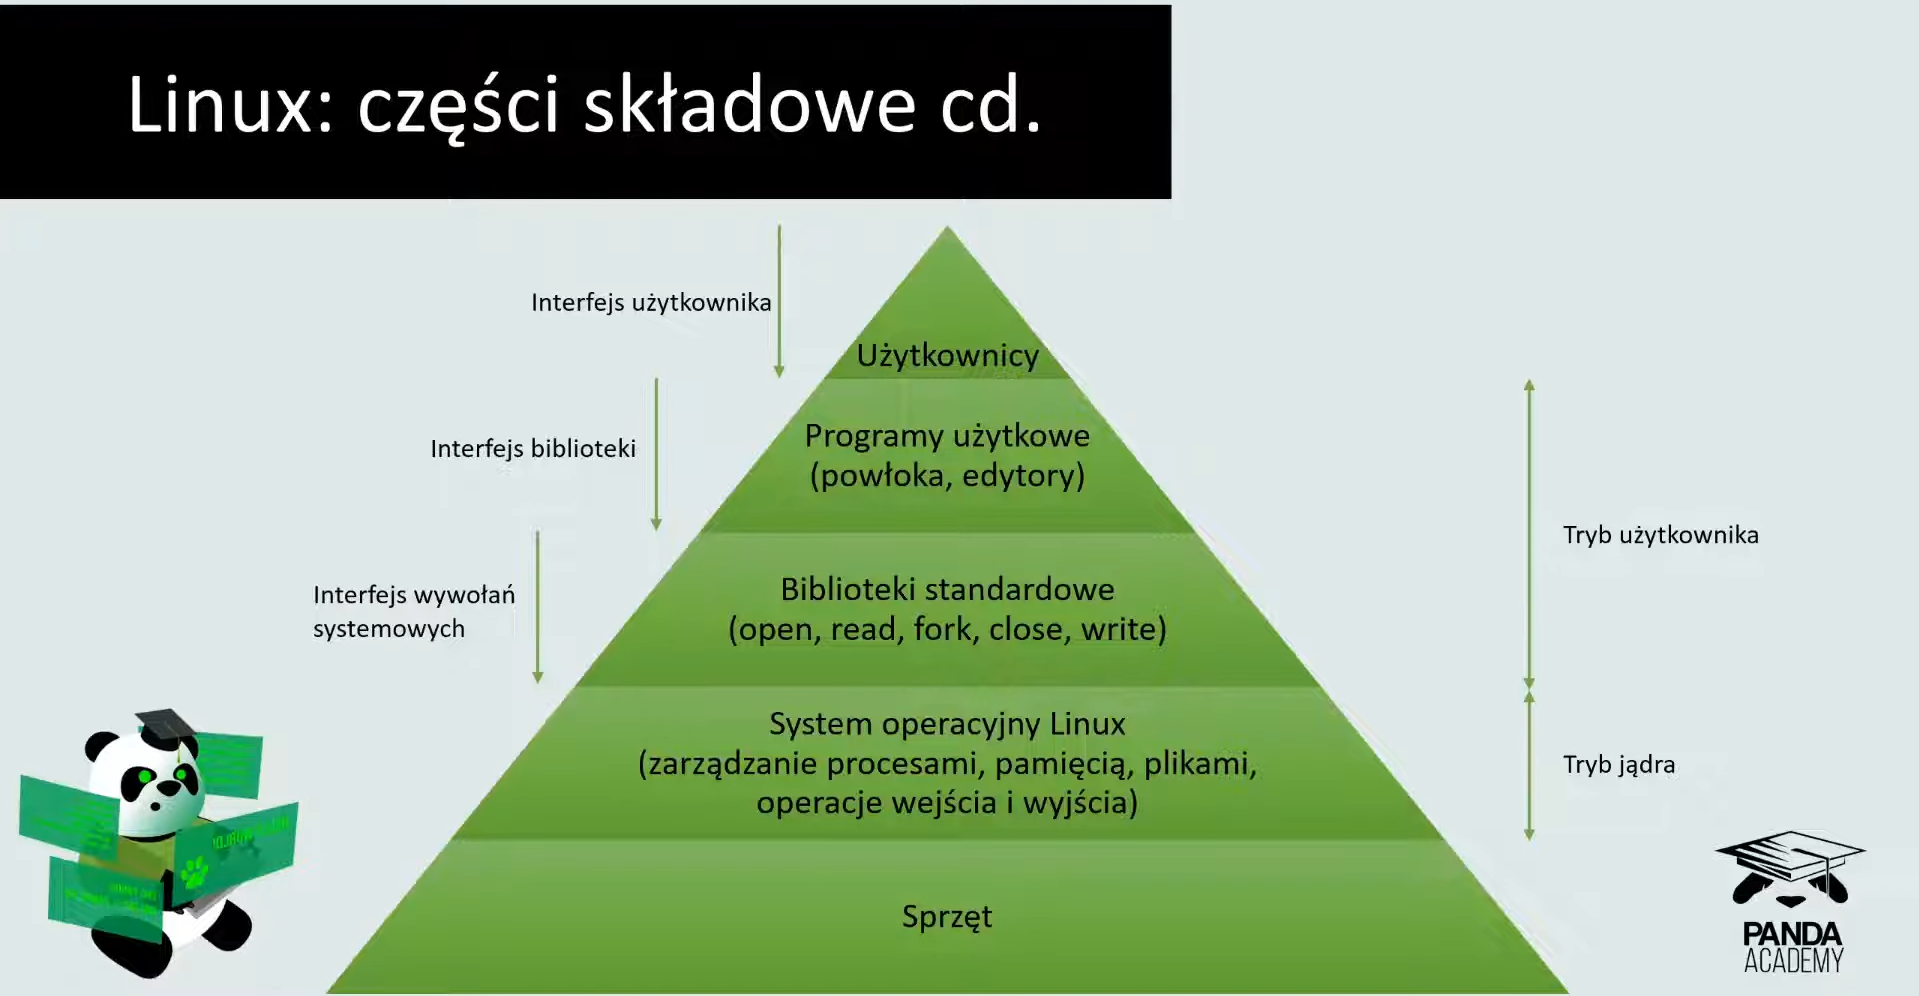 Linux: części składowe cd.
Interfejs użytkownika
Użytkownicy
Interfejs biblioteki
Programy użytkowe
(powłoka, edytory)
Tryb użytkownika
Interfejs wywołań
systemowych
Biblioteki standardowe
(open, read, fork, close, write)
System operacyjny Linux
(zarządzanie procesami, pamięcią, plikami,
operacje wejścia i wyjścia)
Tryb jądra
Sprzęt
PANDA
ACADEMY